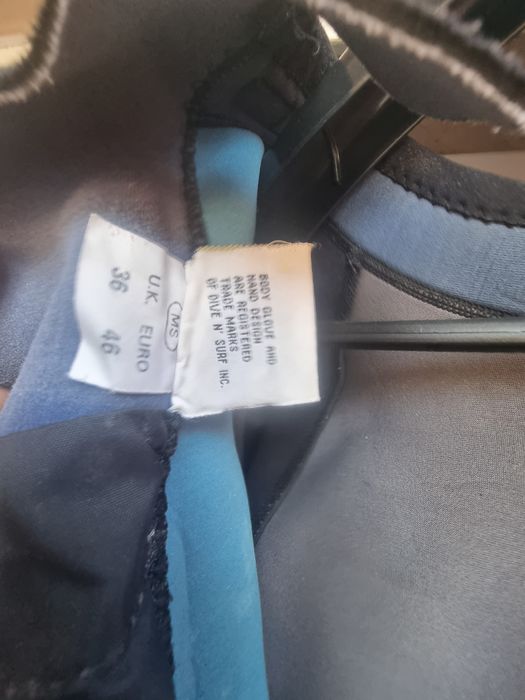 MS
U.K. EURO
36 46
BODY GLOVE AND
HAND DESIGN
ARE REGISTERED
TRADE MARKS
OF DIVE N' SURF INC.